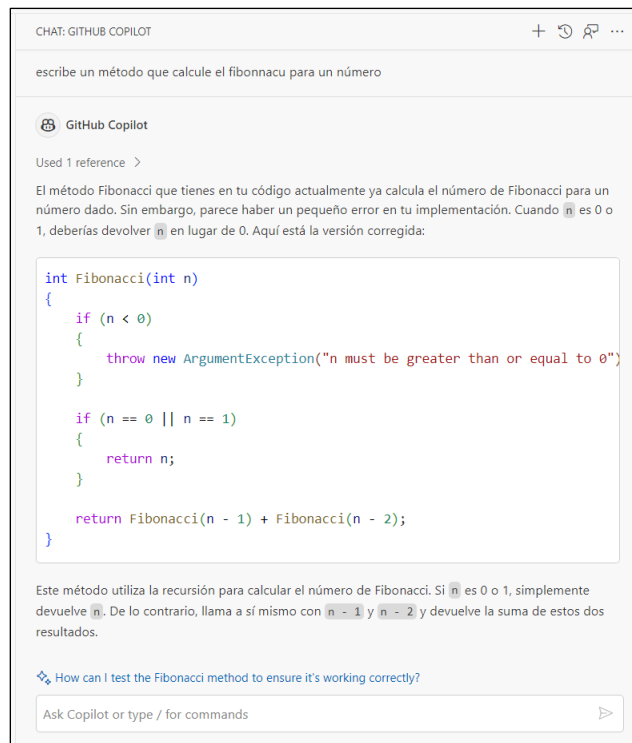 CHAT: GITHUB COPILOT
escribe un método que calcule el fibonnacu para un número
GitHub Copilot
Used 1 reference
El método Fibonacci que tienes en tu código actualmente ya calcula el número de Fibonacci para un
número dado. Sin embargo, parece haber un pequeño error en tu implementación. Cuando n es 0 o
1, deberías devolver n en lugar de 0. Aquí está la versión corregida:
int Fibonacci(int n)
{
    if (n < 0)
    {
        throw new ArgumentException("n must be greater than or equal to 0")
    }
    if (n == 0 || n == 1)
    {
        return n;
    }
    return Fibonacci(n - 1) + Fibonacci(n - 2);
}
Este método utiliza la recursión para calcular el número de Fibonacci. Si n es 0 o 1, simplemente
devuelve n. De lo contrario, llama a sí mismo con n - 1 y n - 2 y devuelve la suma de estos dos
resultados.
How can I test the Fibonacci method to ensure it's working correctly?
Ask Copilot or type / for commands